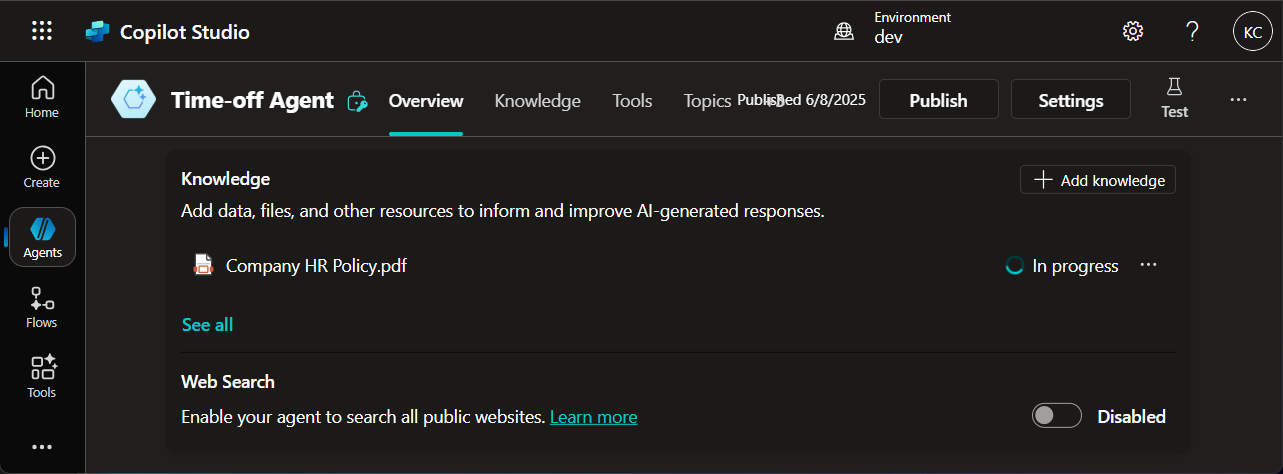 Copilot Studio
Environment
dev
?
KC
Home
Create
Agents
Flows
Tools
Time-off Agent
Overview
Knowledge
Tools
Topics
Published 6/8/2025
Publish
Settings
Test
Knowledge
Add knowledge
Add data, files, and other resources to inform and improve AI-generated responses.
Company HR Policy.pdf
In progress
See all
Web Search
Enable your agent to search all public websites. Learn more
Disabled